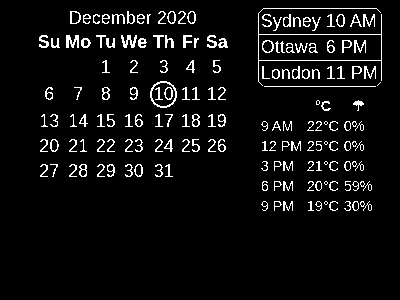 December 2020
Su Mo Tu We Th Fr Sa
1 2 3 4 5
6 7 8 9 10 11 12
13 14 15 16 17 18 19
20 21 22 23 24 25 26
27 28 29 30 31
Sydney 10 AM
Ottawa 6 PM
London 11 PM
°C ☂
9 AM 22°C 0%
12 PM 25°C 0%
3 PM 21°C 0%
6 PM 20°C 59%
9 PM 19°C 30%